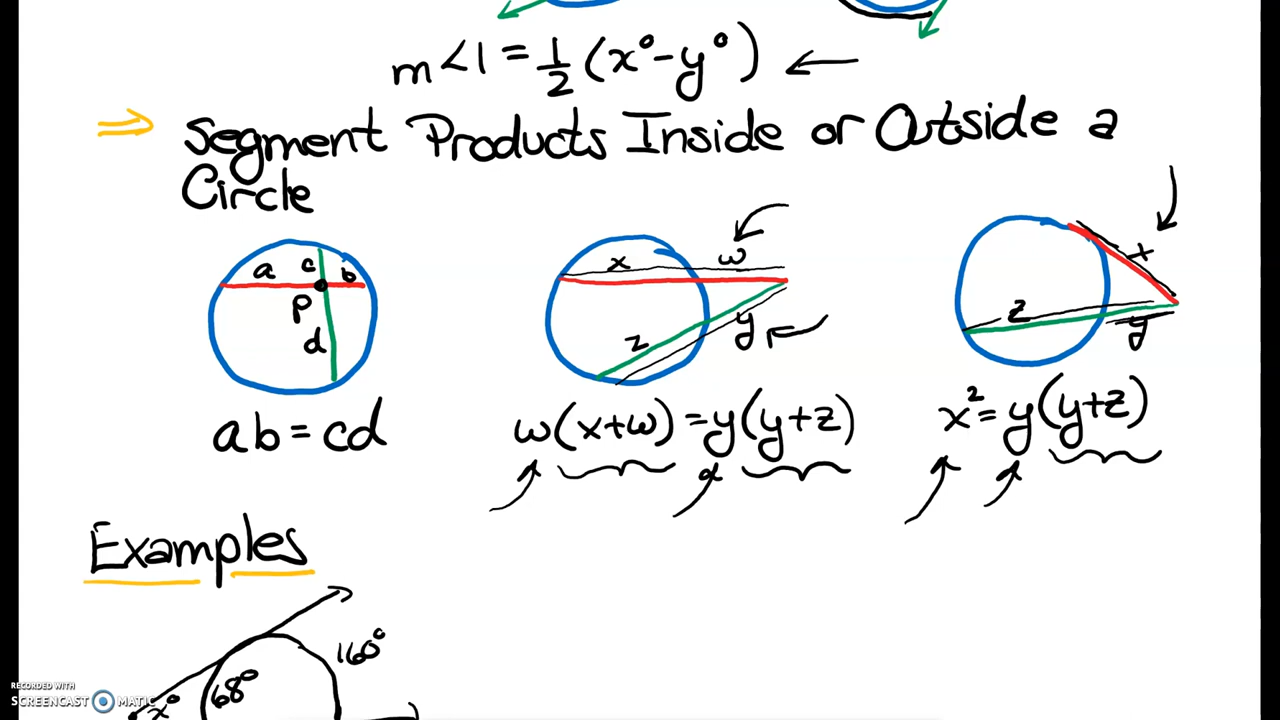 m<1 = 1/2 (x° - y°)
⇒ Segment Products Inside or Outside a
Circle
a c b
P
d
x w
z y
x
z y
ab = cd
w(x+w) = y(y+z)
x² = y(y+z)
Examples
160°
68°
x°
RECORDED WITH
SCREENCAST MATIC